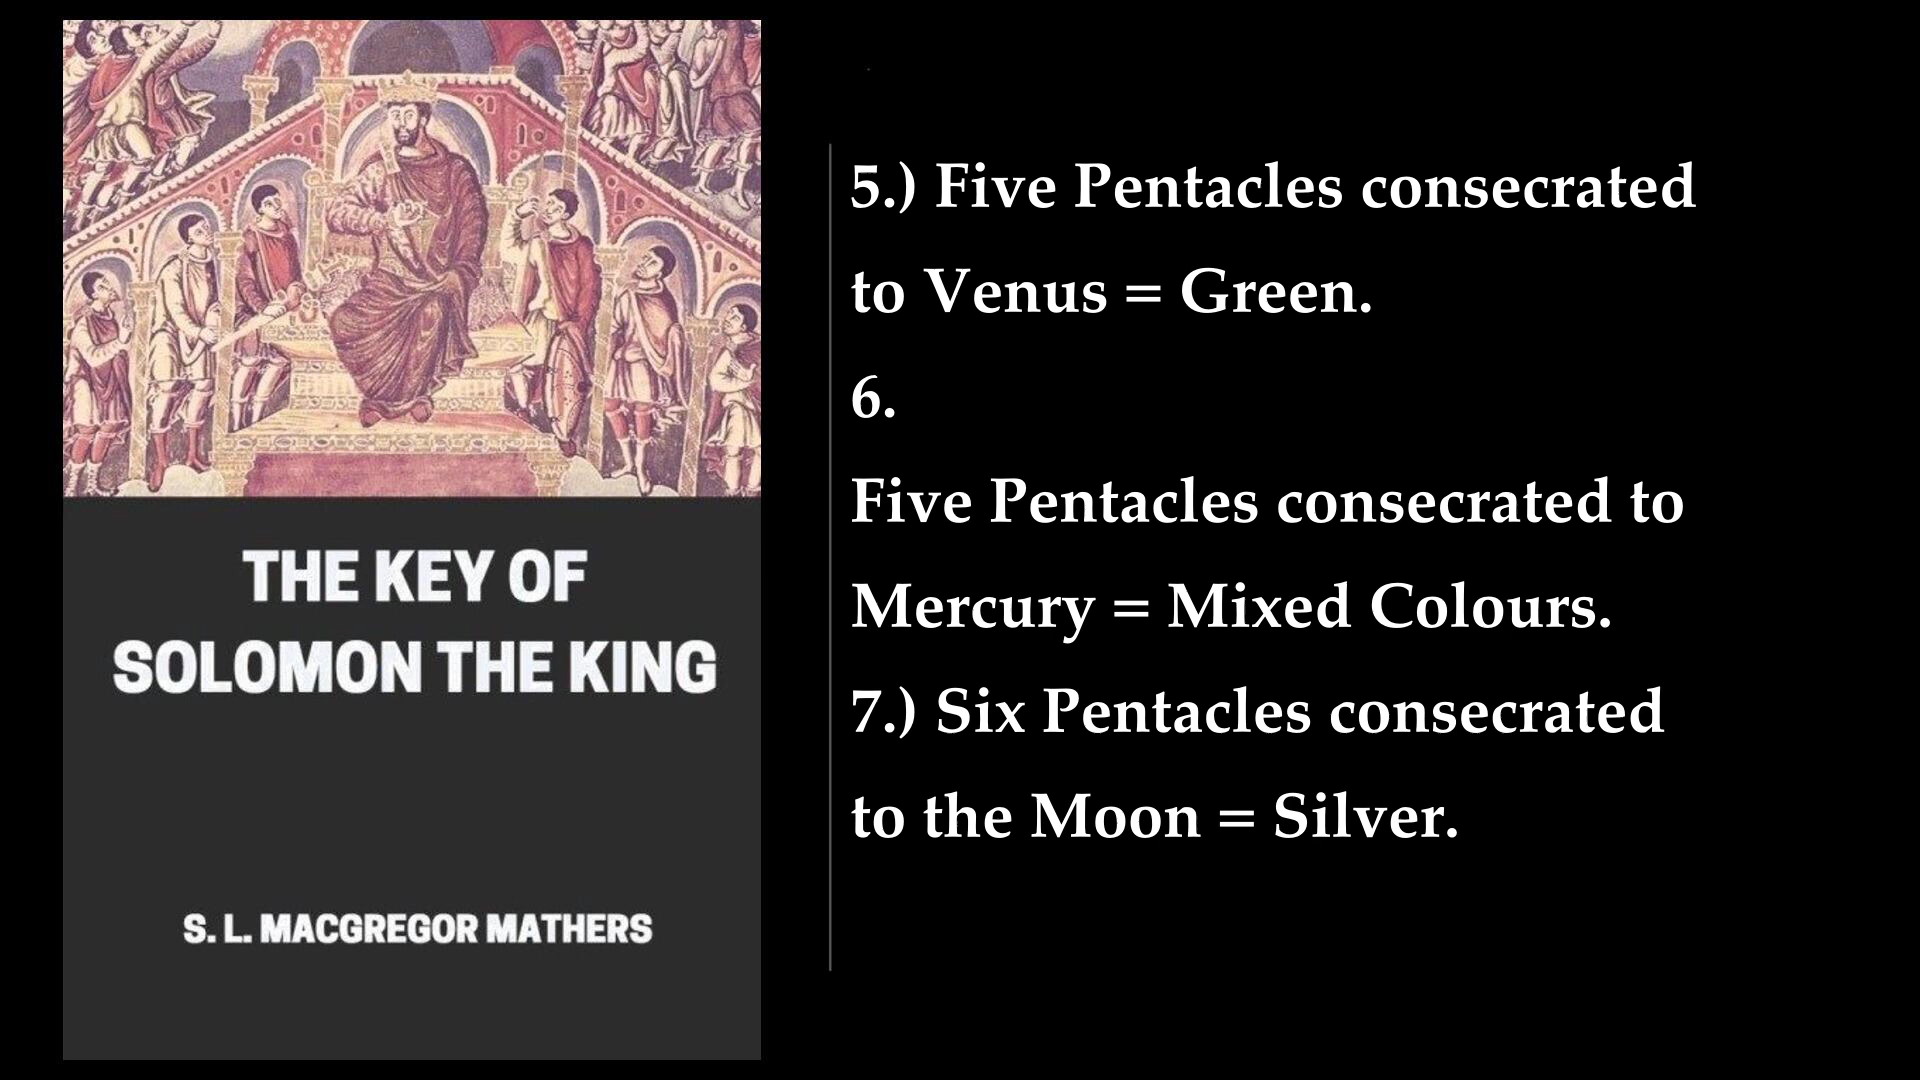 THE KEY OF
SOLOMON THE KING
S. L. MACGREGOR MATHERS
5.) Five Pentacles consecrated
to Venus = Green.
6.
Five Pentacles consecrated to
Mercury = Mixed Colours.
7.) Six Pentacles consecrated
to the Moon = Silver.